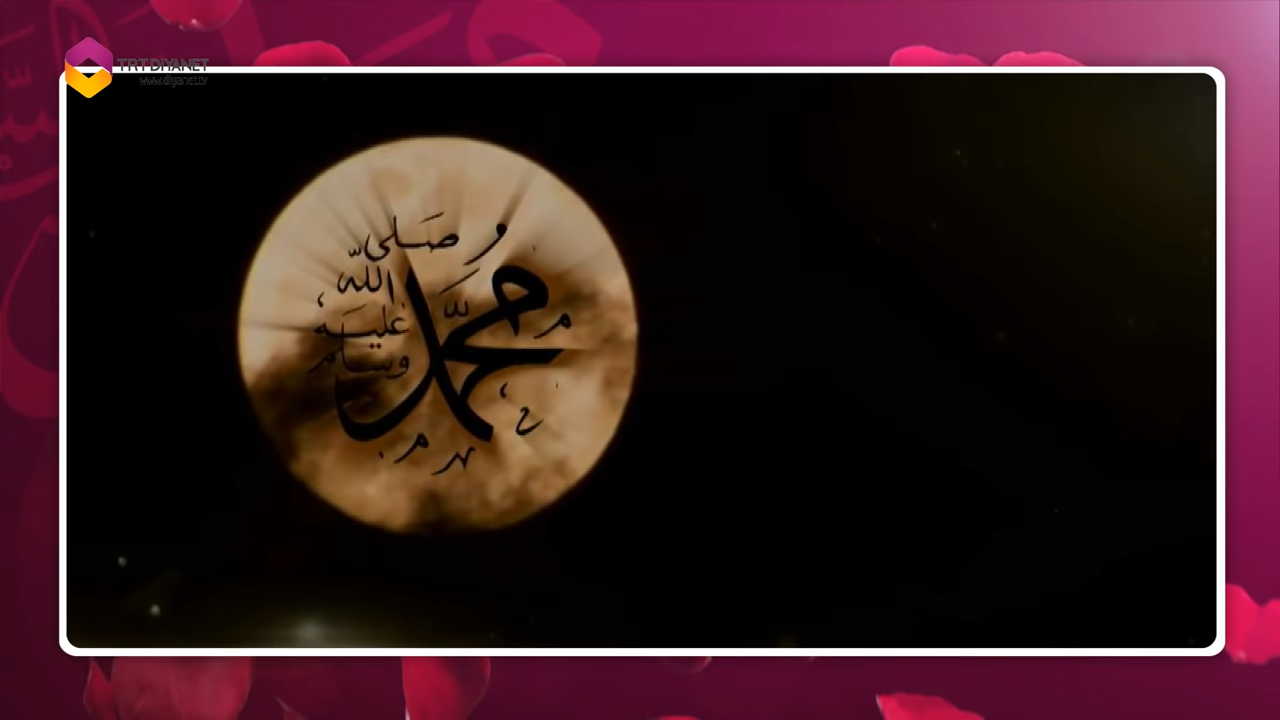 TRT DİYANET
www.diyanet.tv
محمد
و صلى
الله
عليه
وسلم